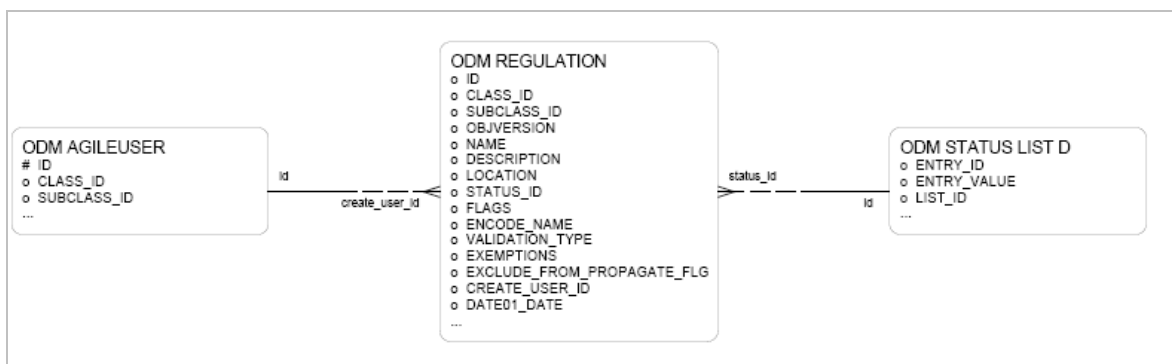 ODM AGILEUSER
# ID
o CLASS_ID
o SUBCLASS_ID
...
id
create_user_id
ODM REGULATION
o ID
o CLASS_ID
o SUBCLASS_ID
o OBJVERSION
o NAME
o DESCRIPTION
o LOCATION
o STATUS_ID
o FLAGS
o ENCODE_NAME
o VALIDATION_TYPE
o EXEMPTIONS
o EXCLUDE_FROM_PROPAGATE_FLG
o CREATE_USER_ID
o DATE01_DATE
...
status_id
id
ODM STATUS LIST D
o ENTRY_ID
o ENTRY_VALUE
o LIST_ID
...